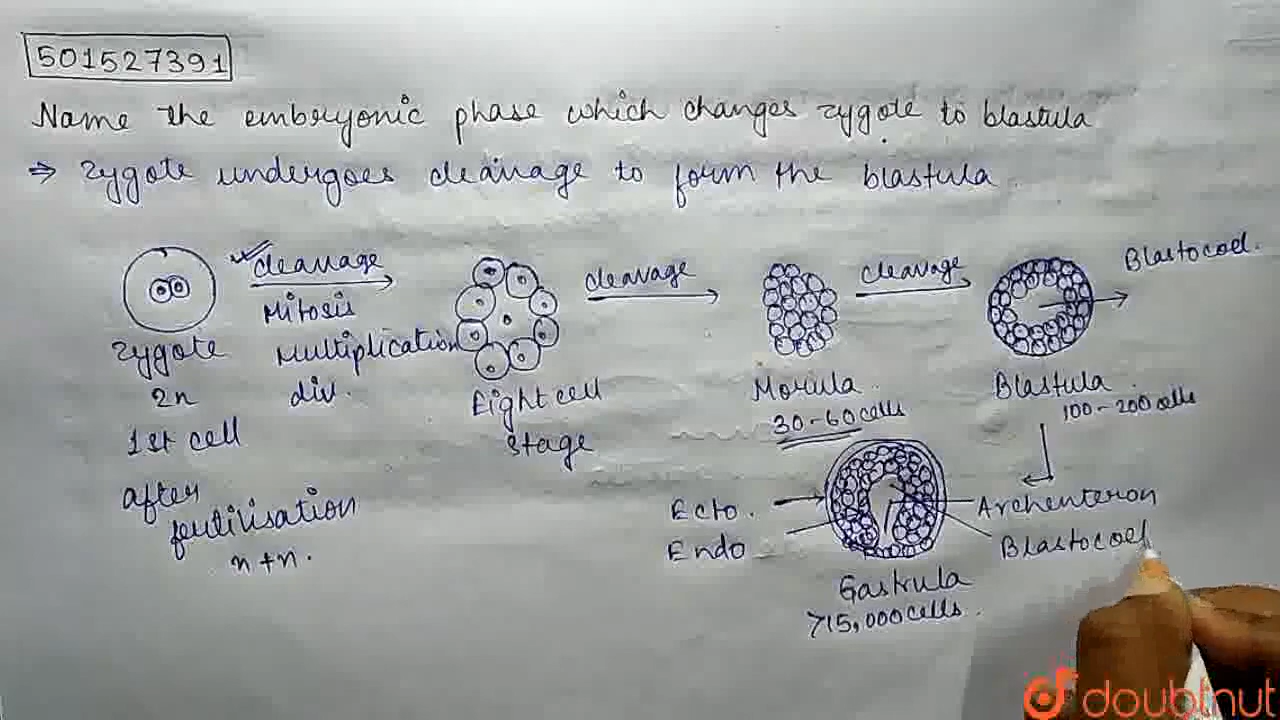 501527391
Name the embryonic phase which changes zygote to blastula
⇒ zygote undergoes cleavage to form the blastula
cleavage
Mitosis
Multiplication
div.
cleavage
cleavage
Blastocoel.
zygote
2n
1st cell
after
fertilisation
n+n.
Eight cell
stage
Morula.
30-60 cells
Blastula
100-200 cells
Ecto.
Endo
Archenteron
Blastocoel
Gastrula
>15,000 cells.
doubtnut